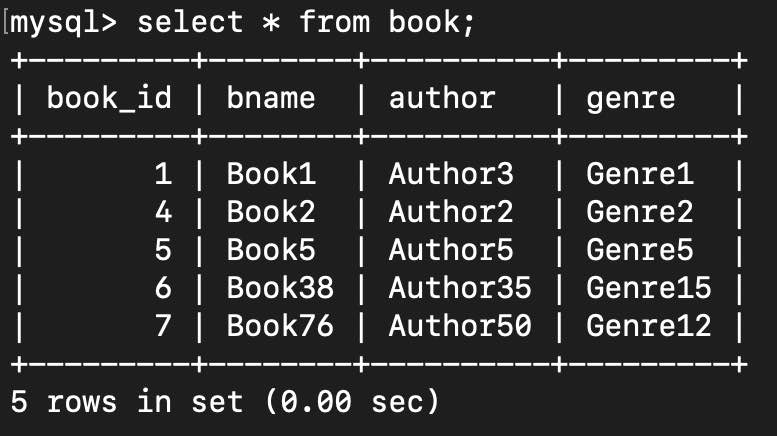 [mysql> select * from book;
+---------+--------+----------+---------+
| book_id | bname  | author   | genre   |
+---------+--------+----------+---------+
|       1 | Book1  | Author3  | Genre1  |
|       4 | Book2  | Author2  | Genre2  |
|       5 | Book5  | Author5  | Genre5  |
|       6 | Book38 | Author35 | Genre15 |
|       7 | Book76 | Author50 | Genre12 |
+---------+--------+----------+---------+
5 rows in set (0.00 sec)